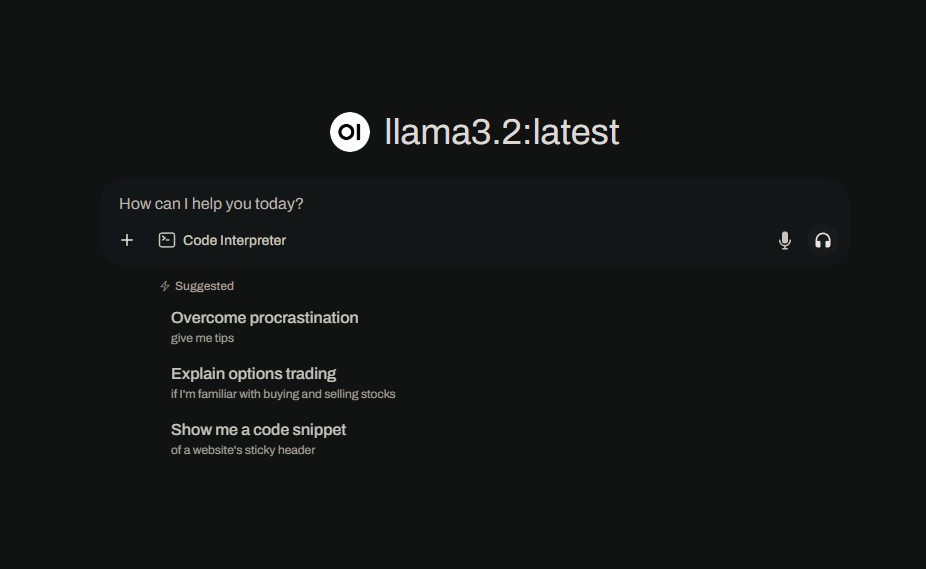 OI llama3.2:latest
How can I help you today?
Code Interpreter
Suggested
Overcome procrastination
give me tips
Explain options trading
if I'm familiar with buying and selling stocks
Show me a code snippet
of a website's sticky header